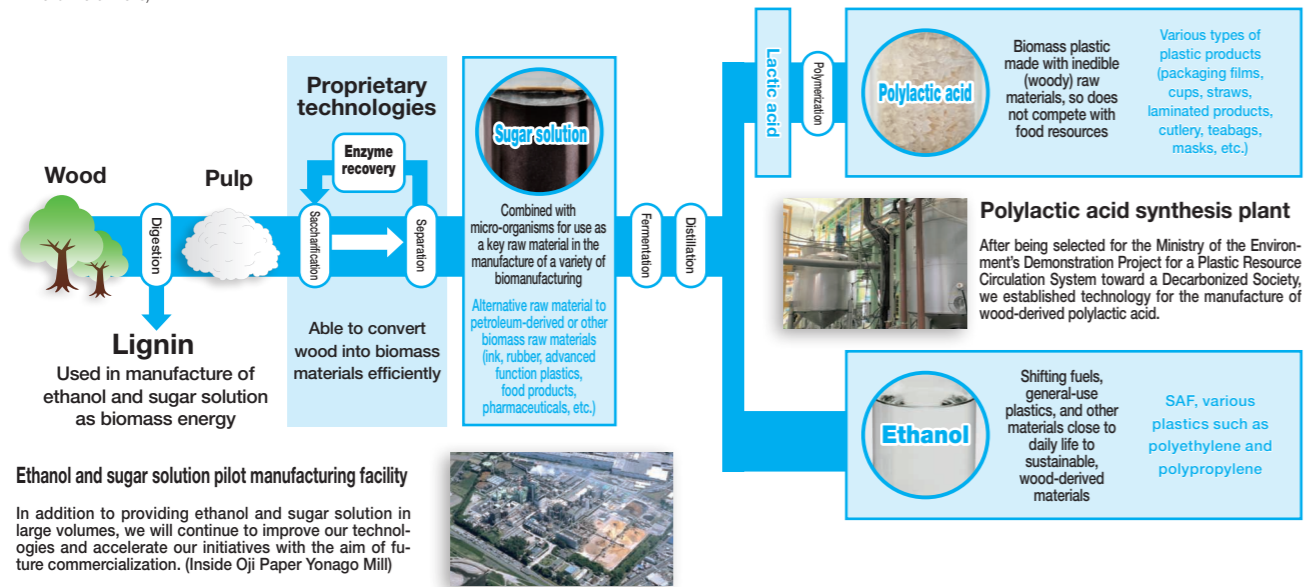 Wood
Digestion
Pulp
Lignin
Used in manufacture of
ethanol and sugar solution
as biomass energy
Proprietary
technologies
Enzyme
recovery
Saccharification
Separation
Able to convert
wood into biomass
materials efficiently
Sugar solution
Combined with
micro-organisms for use as
a key raw material in the
manufacture of a variety of
biomanufacturing
Alternative raw material to
petroleum-derived or other
biomass raw materials
(ink, rubber, advanced
function plastics,
food products,
pharmaceuticals, etc.)
Fermentation
Distillation
Lactic acid
Polymerization
Polylactic acid
Biomass plastic
made with inedible
(woody) raw
materials, so does
not compete with
food resources
Various types of
plastic products
(packaging films,
cups, straws,
laminated products,
cutlery, teabags,
masks, etc.)
Polylactic acid synthesis plant
After being selected for the Ministry of the Environ-
ment's Demonstration Project for a Plastic Resource
Circulation System toward a Decarbonized Society,
we established technology for the manufacture of
wood-derived polylactic acid.
Ethanol
Shifting fuels,
general-use
plastics, and other
materials close to
daily life to
sustainable,
wood-derived
materials
SAF, various
plastics such as
polyethylene and
polypropylene
Ethanol and sugar solution pilot manufacturing facility
In addition to providing ethanol and sugar solution in
large volumes, we will continue to improve our technol-
ogies and accelerate our initiatives with the aim of fu-
ture commercialization. (Inside Oji Paper Yonago Mill)